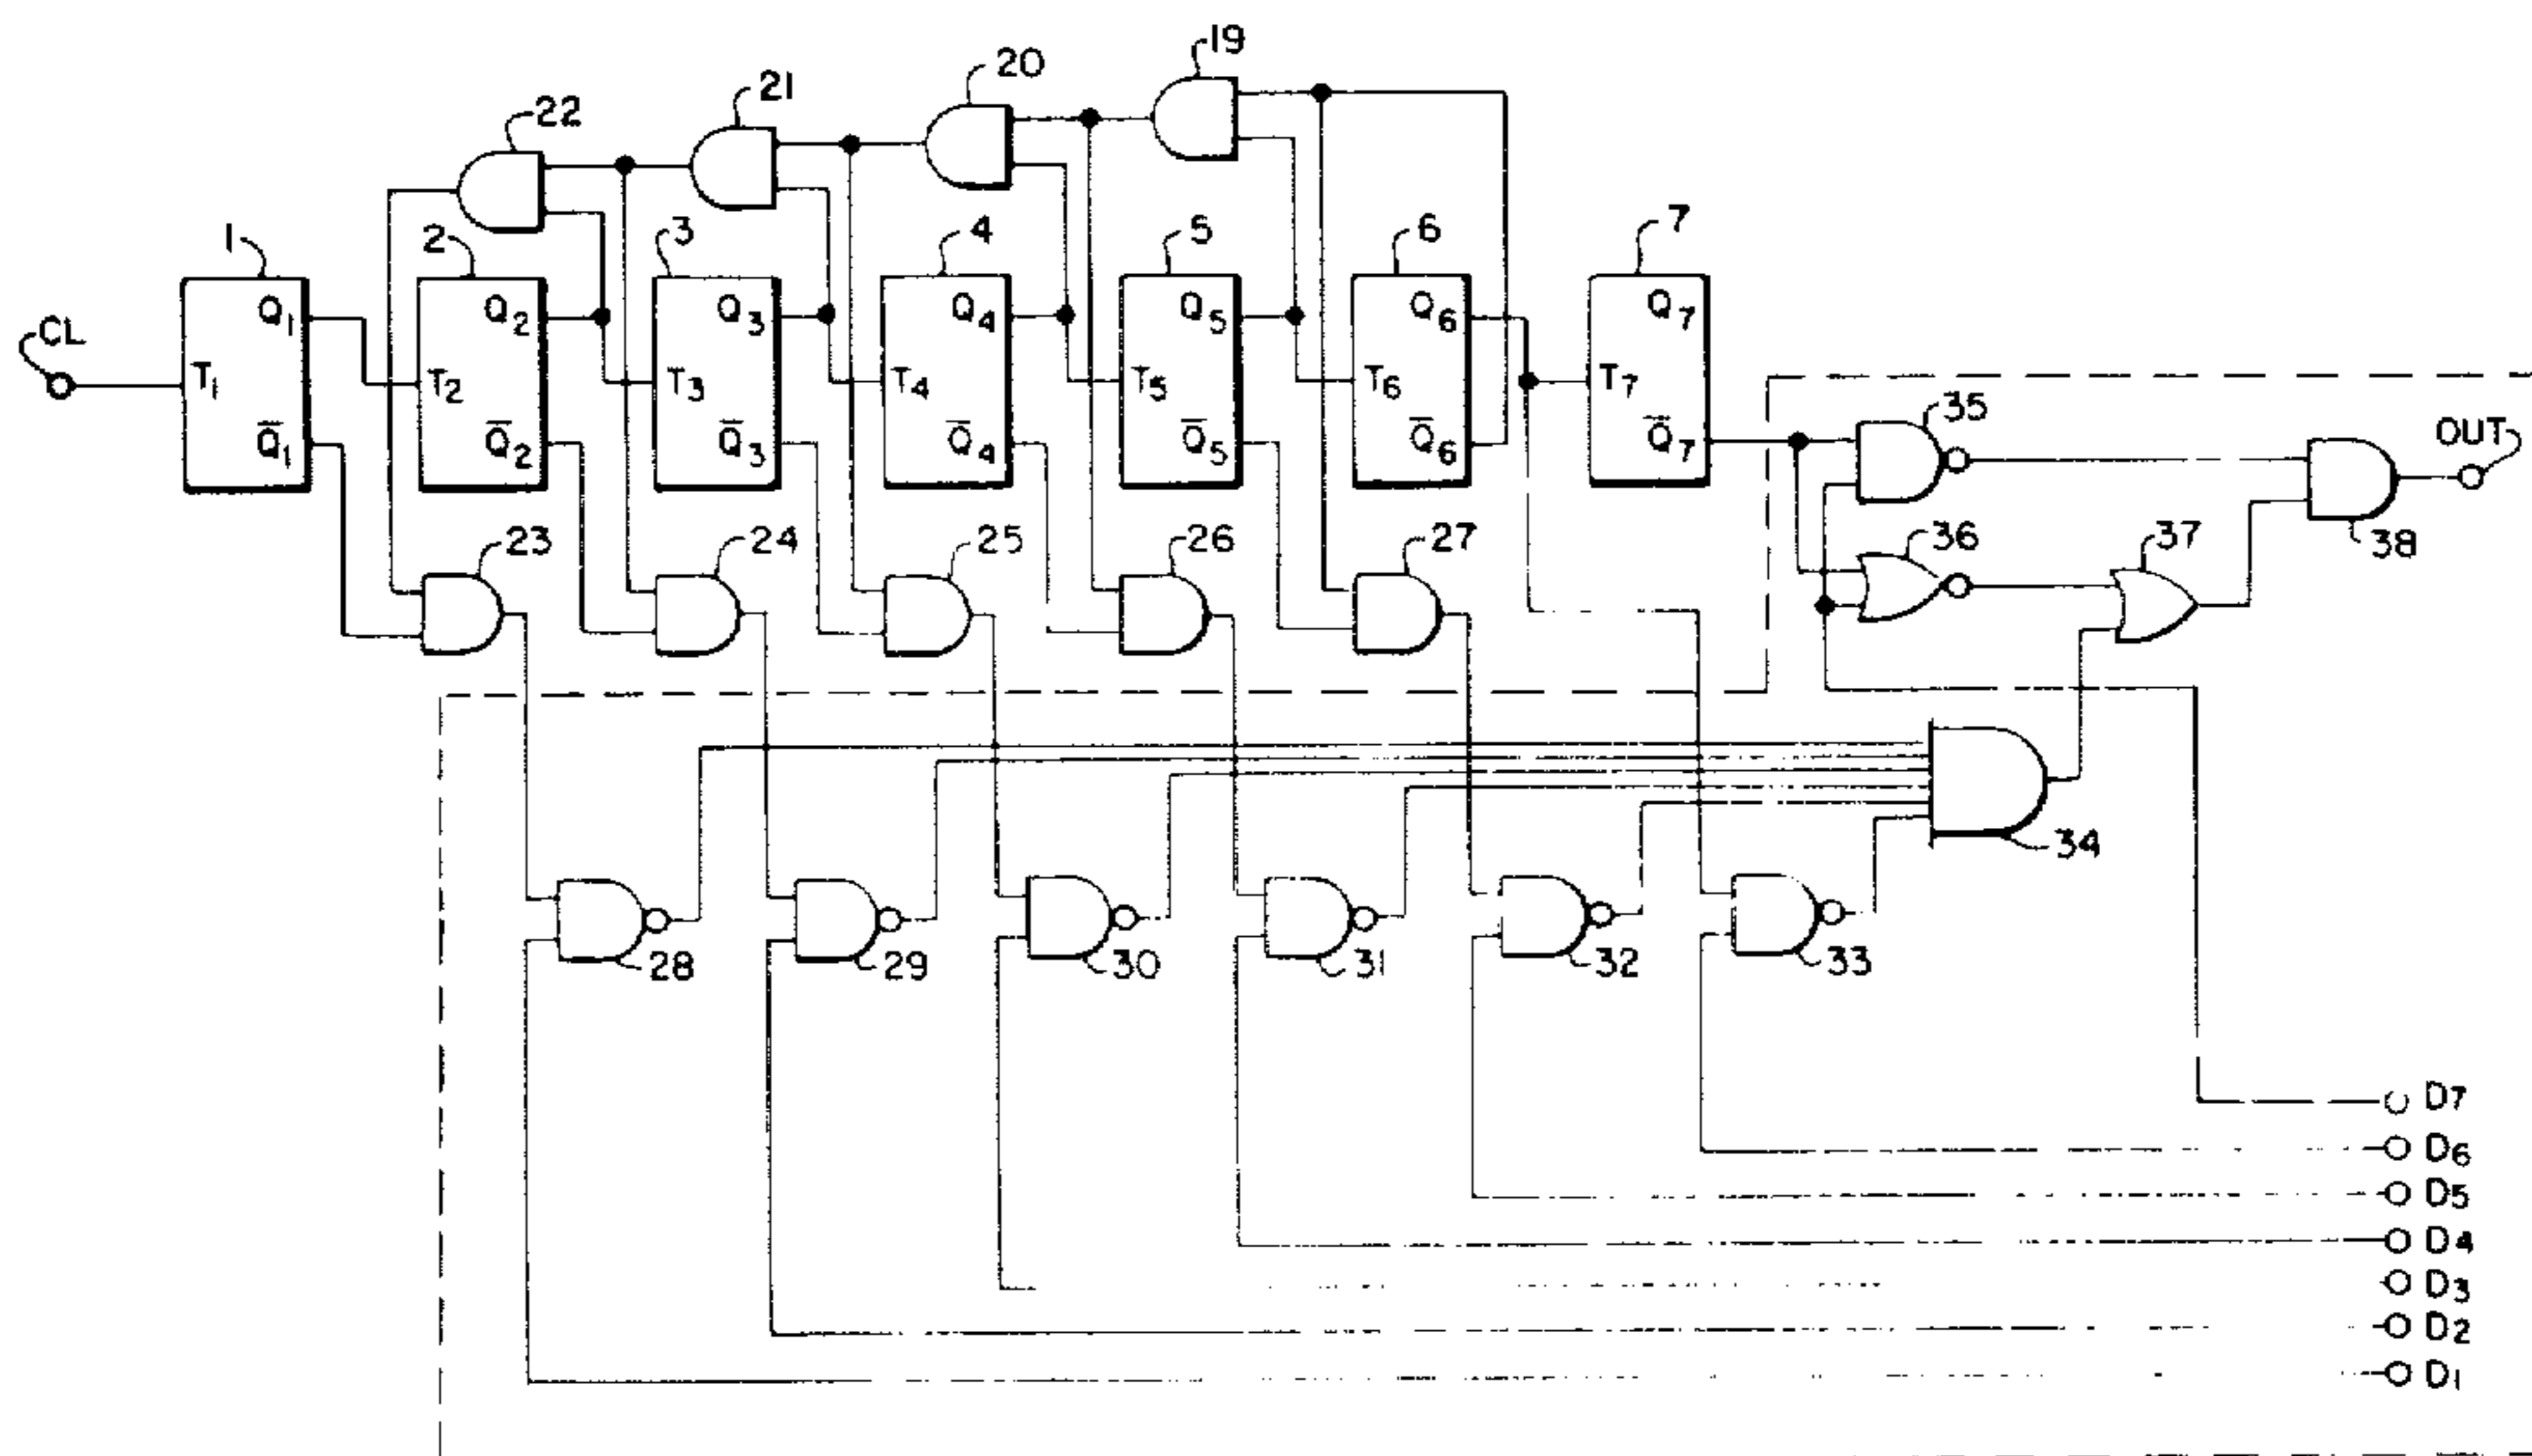 19
20
21
22
1 2 3 4 5 6 7
CL
Q1 Q2 Q3 Q4 Q5 Q6 Q7
T1 T2 T3 T4 T5 T6 T7
Q̅1 Q̅2 Q̅3 Q̅4 Q̅5 Q̅6 Q̅7
35
OUT
23 24 25 26 27 36 37 38
34
28 29 30 31 32 33
D7
D6
D5
D4
D3
D2
D1